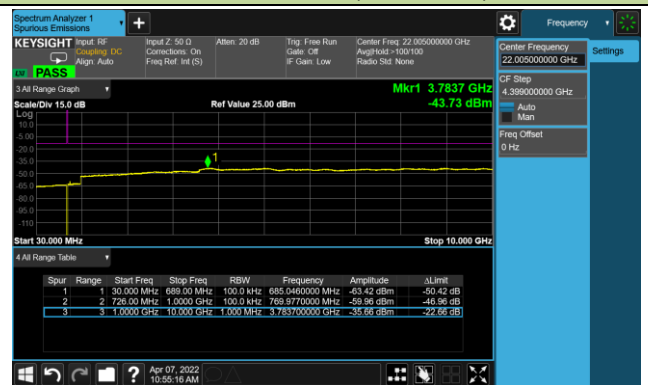 Spectrum Analyzer 1
Spurious Emissions
Frequency
KEYSIGHT
Input: RF
Coupling: DC
Align: Auto
Input Z: 50 Ω
Corrections: On
Freq Ref: Int (S)
Atten: 20 dB
Trig: Free Run
Gate: Off
IF Gain: Low
Center Freq: 22.005000000 GHz
Avg|Hold:>100/100
Radio Std: None
PASS
Center Frequency
22.005000000 GHz
Settings
CF Step
4.399000000 GHz
Auto
Man
Freq Offset
0 Hz
3 All Range Graph
Mkr1 3.7837 GHz
-43.73 dBm
Scale/Div 15.0 dB
Ref Value 25.00 dBm
Log
10.0
-5.00
-20.0
-35.0
-50.0
-65.0
-80.0
-95.0
-110
1
Start 30.000 MHz
Stop 10.000 GHz
4 All Range Table
Spur Range Start Freq Stop Freq RBW Frequency Amplitude ΔLimit
1 1 30.000 MHz 689.00 MHz 100.0 kHz 685.0460000 MHz -63.42 dBm -50.42 dB
2 2 726.00 MHz 1.0000 GHz 100.0 kHz 769.9770000 MHz -59.96 dBm -46.96 dB
3 3 1.0000 GHz 10.000 GHz 1.000 MHz 3.783700000 GHz -35.66 dBm -22.66 dB
Apr 07, 2022
10:55:16 AM